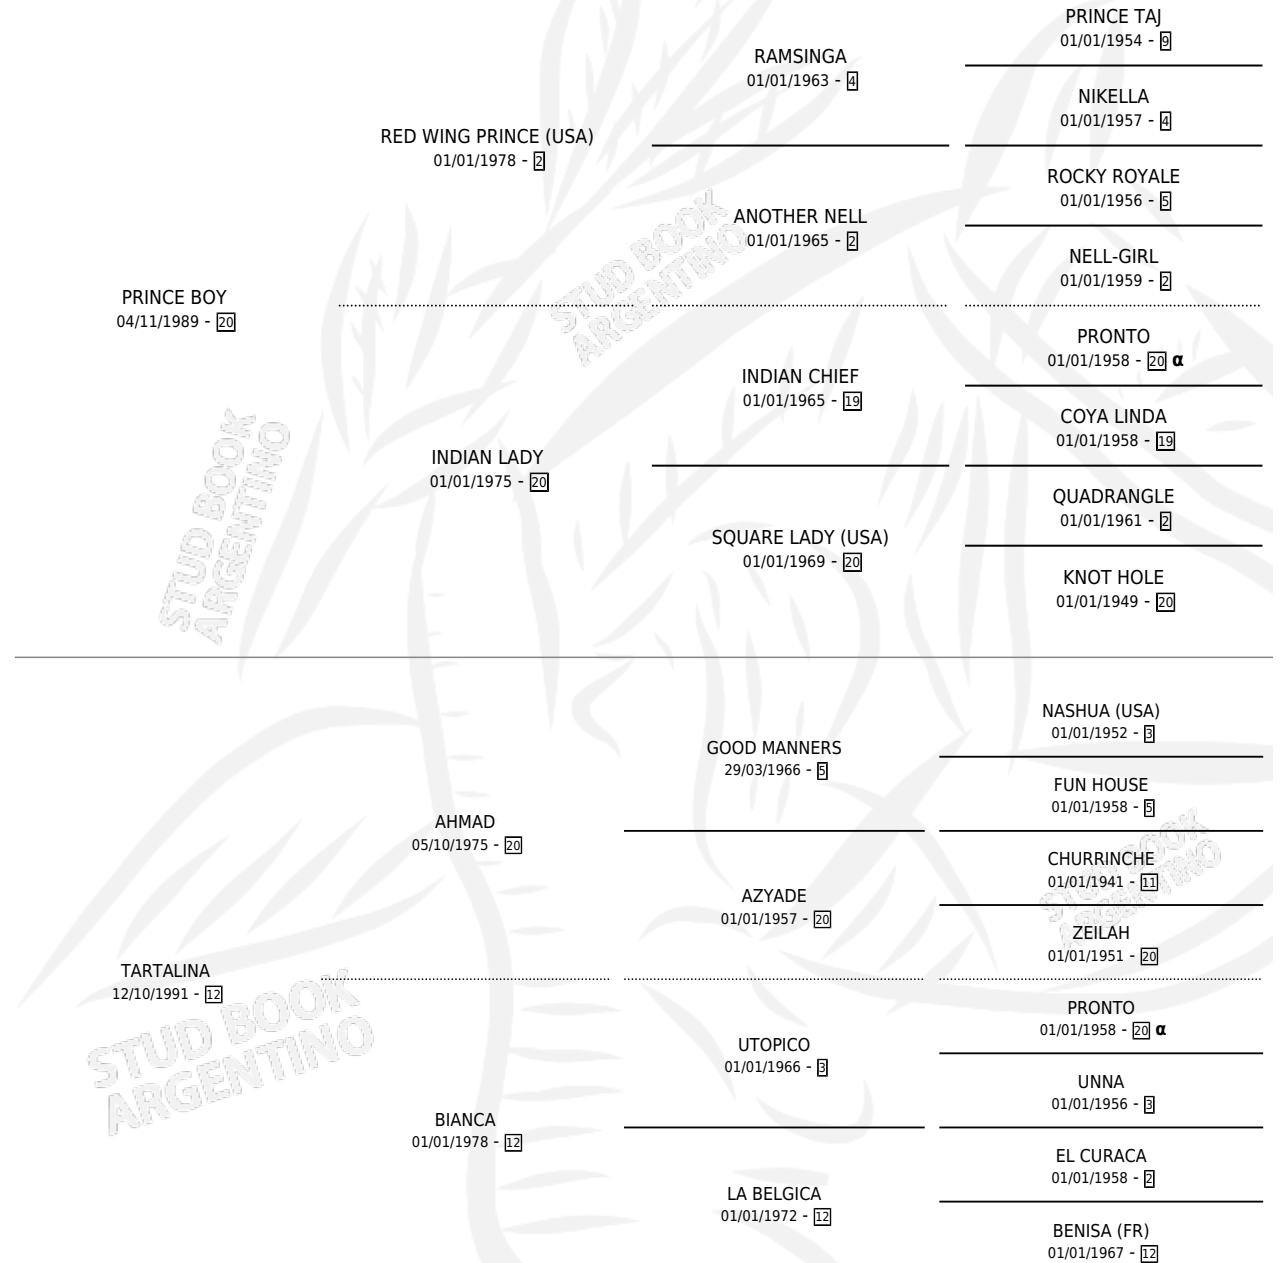 PRINCE TAJ
01/01/1954 - 9
RAMSINGA
01/01/1963 - 4
NIKELLA
01/01/1957 - 4
RED WING PRINCE (USA)
01/01/1978 - 2
ROCKY ROYALE
01/01/1956 - 5
ANOTHER NELL
01/01/1965 - 2
NELL-GIRL
01/01/1959 - 2
PRINCE BOY
04/11/1989 - 20
PRONTO
01/01/1958 - 20 α
INDIAN CHIEF
01/01/1965 - 19
COYA LINDA
01/01/1958 - 19
INDIAN LADY
01/01/1975 - 20
QUADRANGLE
01/01/1961 - 2
SQUARE LADY (USA)
01/01/1969 - 20
KNOT HOLE
01/01/1949 - 20
NASHUA (USA)
01/01/1952 - 3
GOOD MANNERS
29/03/1966 - 5
FUN HOUSE
01/01/1958 - 5
AHMAD
05/10/1975 - 20
CHURRINCHE
01/01/1941 - 11
AZYADE
01/01/1957 - 20
ZEILAH
01/01/1951 - 20
TARTALINA
12/10/1991 - 12
PRONTO
01/01/1958 - 20 α
UTOPICO
01/01/1966 - 3
UNNA
01/01/1956 - 3
BIANCA
01/01/1978 - 12
EL CURACA
01/01/1958 - 2
LA BELGICA
01/01/1972 - 12
BENISA (FR)
01/01/1967 - 12
STUD BOOK
ARGENTINO
STUD BOOK
ARGENTINO
STUD BOOK
ARGENTINO
STUD BOOK
ARGENTINO